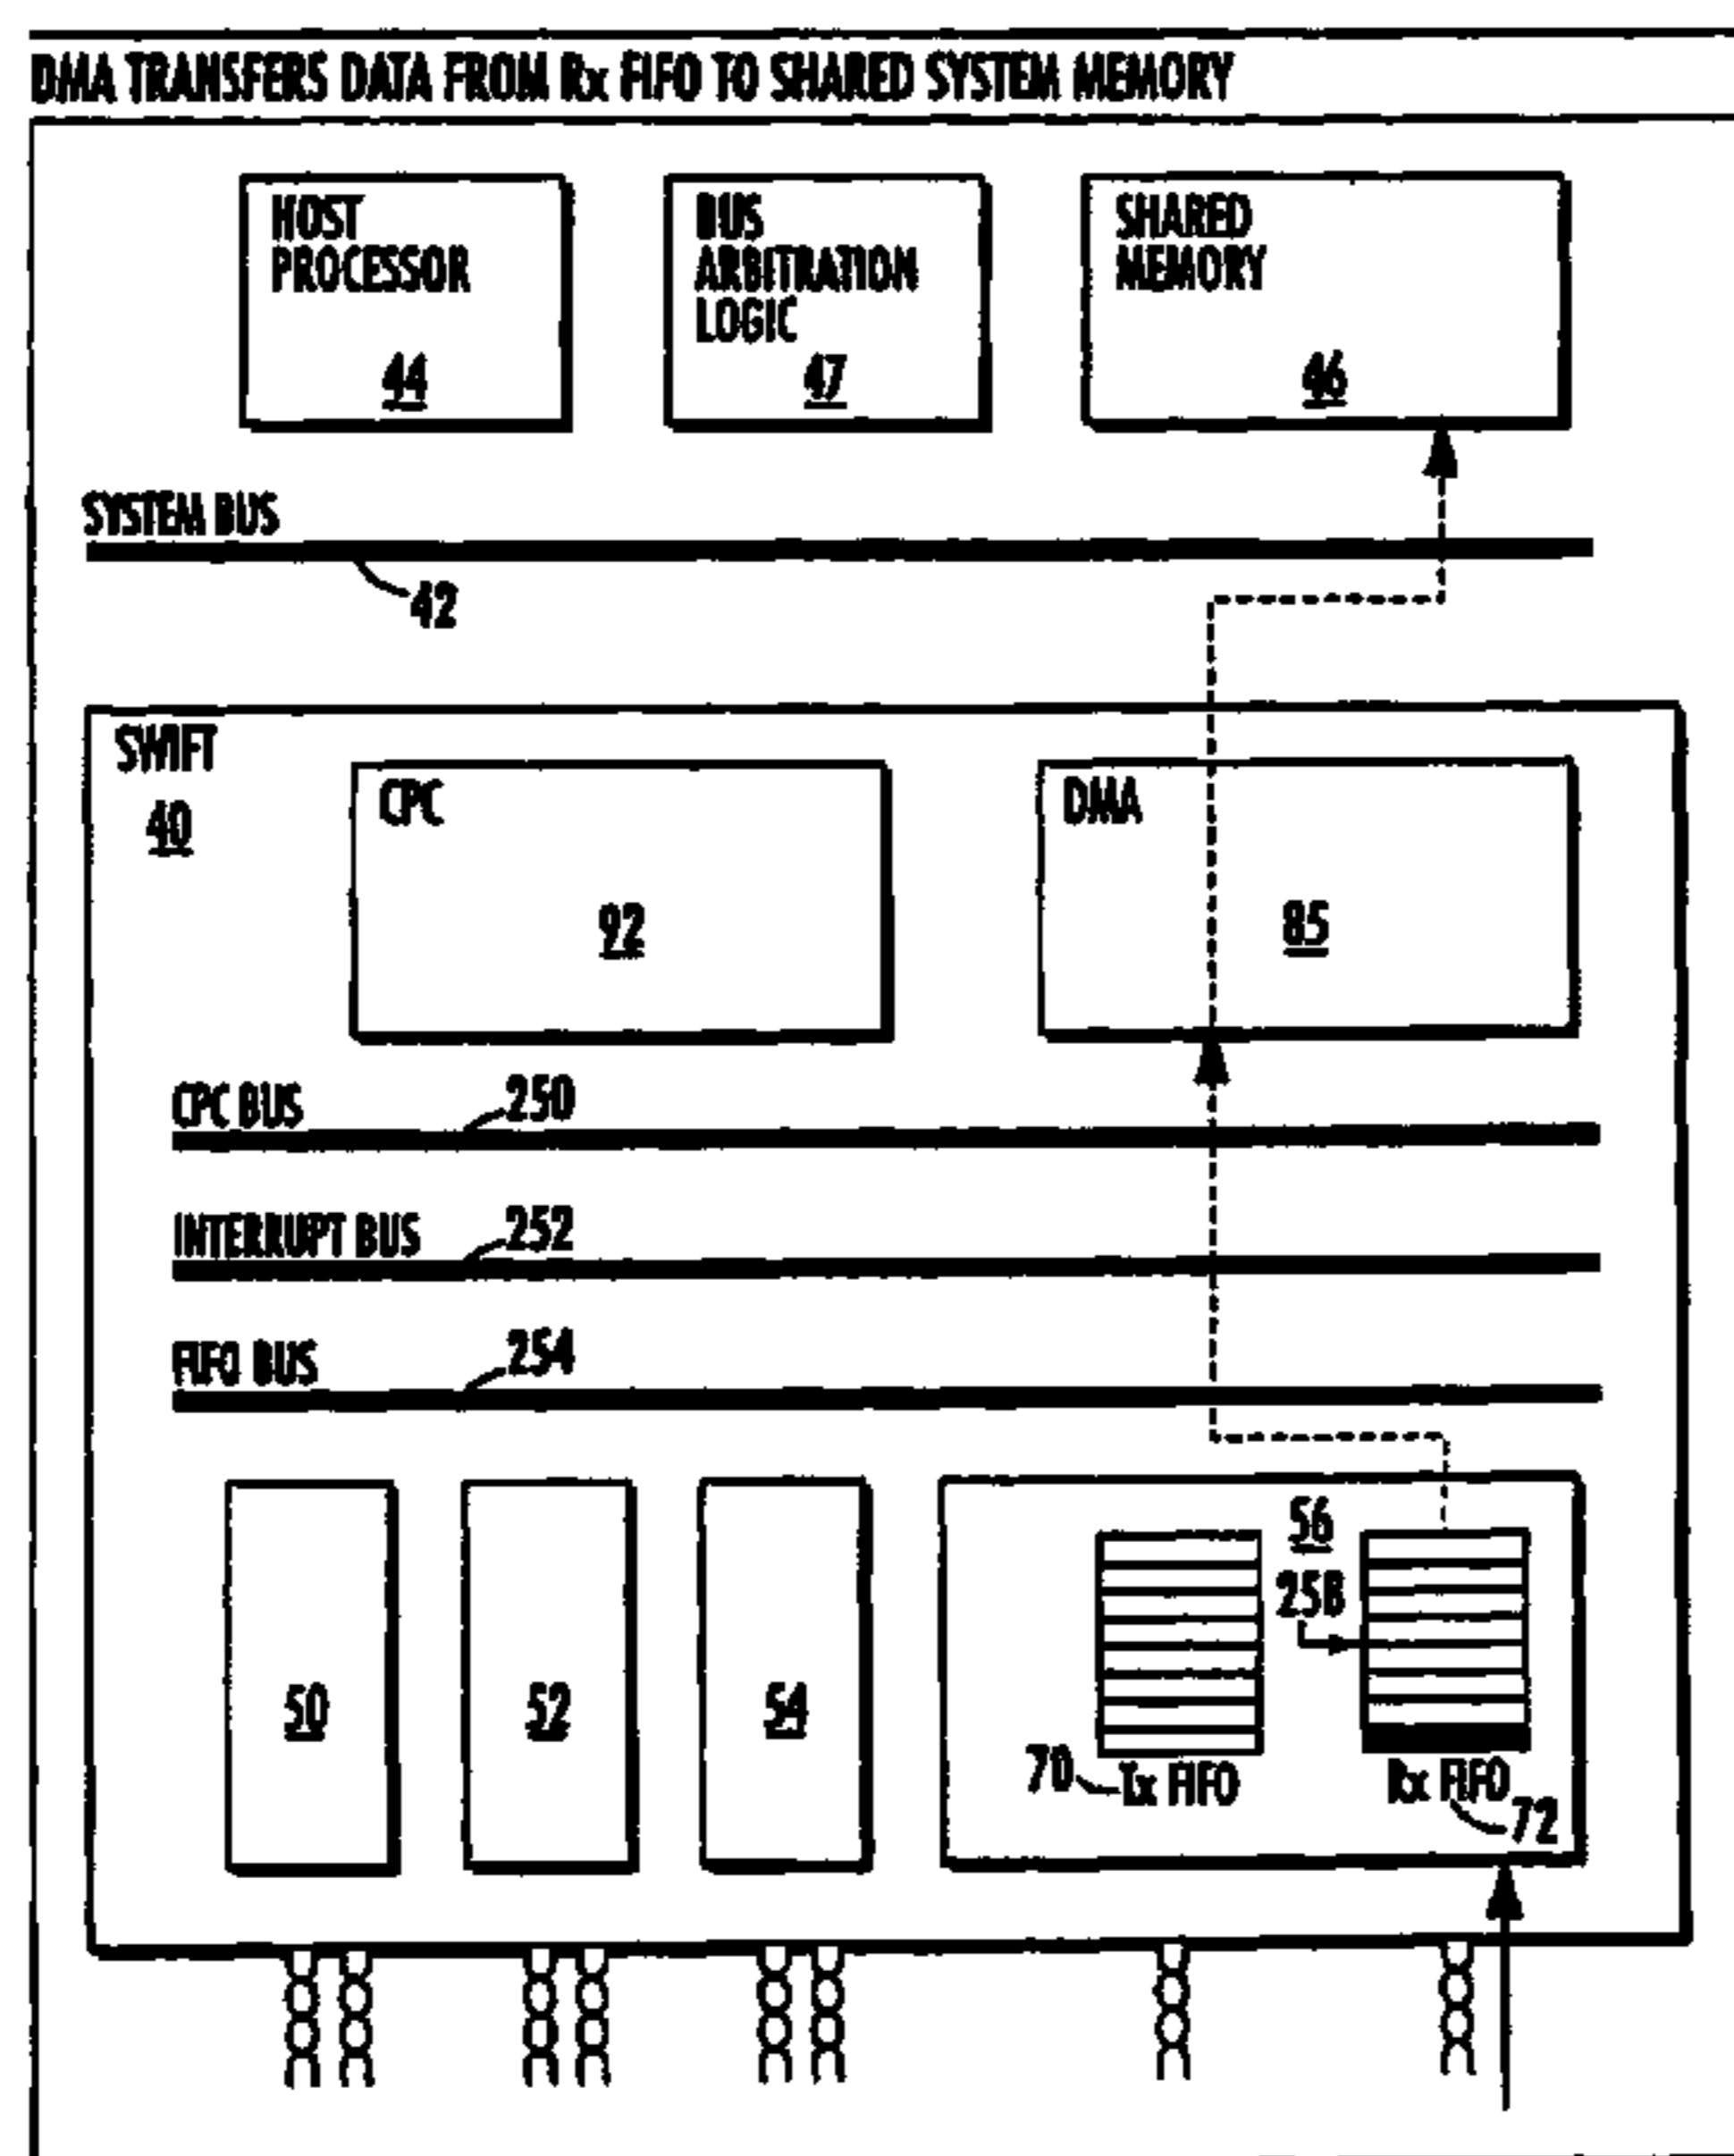 DMA TRANSFERS DATA FROM Rx FIFO TO SHARED SYSTEM MEMORY
HOST
PROCESSOR
44
BUS
ARBITRATION
LOGIC
47
SHARED
MEMORY
46
SYSTEM BUS
42
SWIFT
40
CPC
92
DMA
85
CPC BUS
250
INTERRUPT BUS
252
FIFO BUS
254
50
52
54
56
258
70
Tx FIFO
Rx FIFO
72